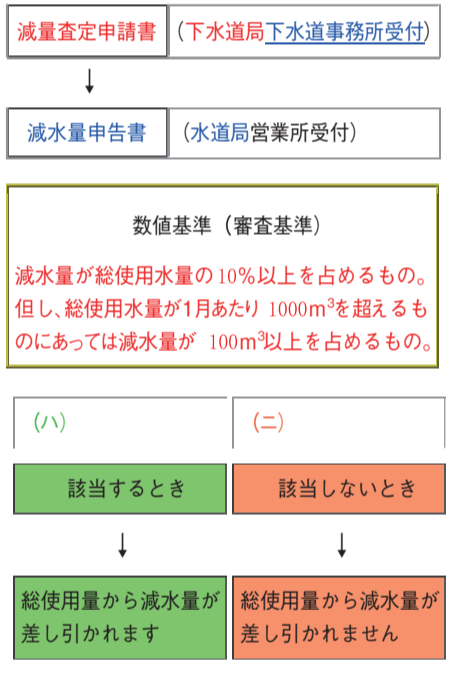 減量査定申請書（下水道局下水道事務所受付）
↓
減水量申告書（水道局営業所受付）
数値基準（審査基準）
減水量が総使用水量の10%以上を占めるもの。
但し、総使用水量が1月あたり 1000m³を超えるも
のにあっては減水量が 100m³以上を占めるもの。
（ハ）
（ニ）
該当するとき
該当しないとき
↓
↓
総使用量から減水量が
差し引かれます
総使用量から減水量が
差し引かれません